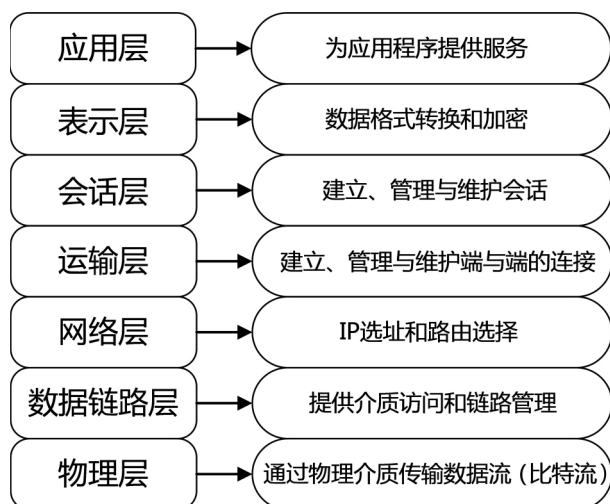 应用层
为应用程序提供服务
表示层
数据格式转换和加密
会话层
建立、管理与维护会话
运输层
建立、管理与维护端与端的连接
网络层
IP选址和路由选择
数据链路层
提供介质访问和链路管理
物理层
通过物理介质传输数据流（比特流）